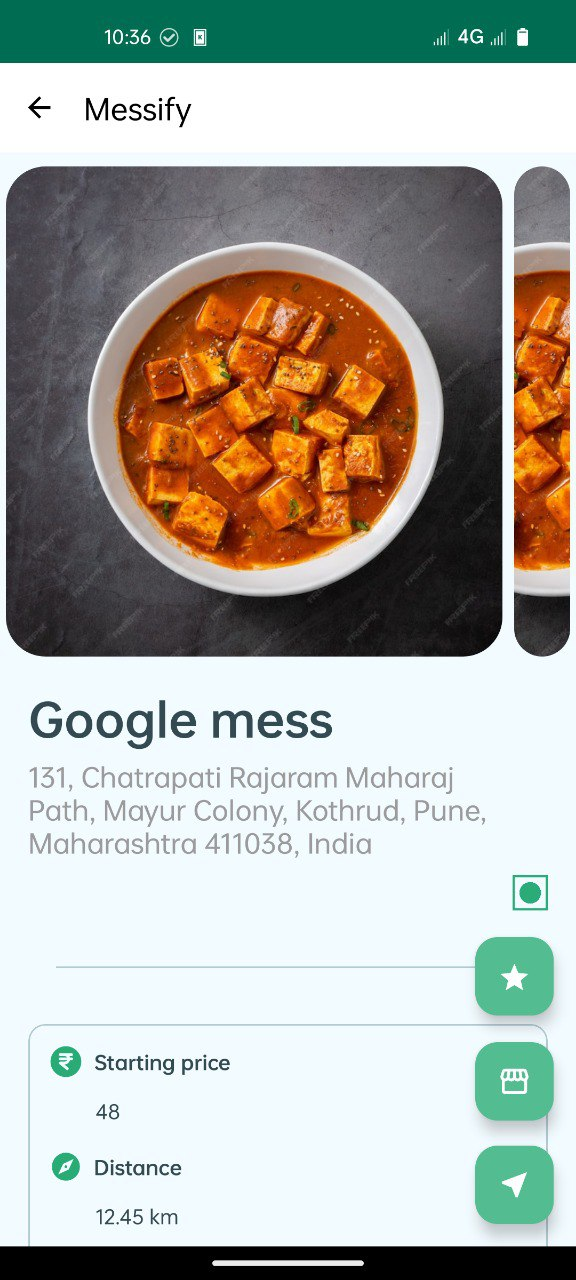 10:36
4G
Messify
Google mess
131, Chatrapati Rajaram Maharaj
Path, Mayur Colony, Kothrud, Pune,
Maharashtra 411038, India
₹ Starting price
48
Distance
12.45 km